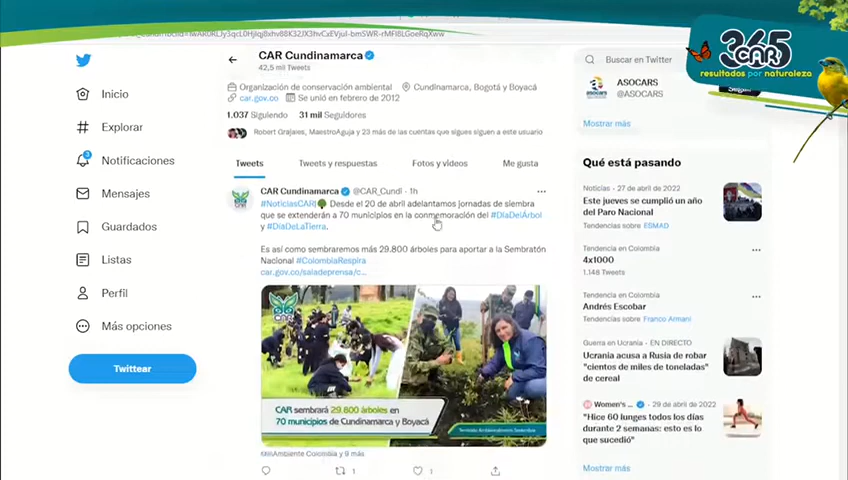 365
CAR
resultados por naturaleza
CAR Cundinamarca
42,5 mil Tweets
Buscar en Twitter
ASOCARS
@ASOCARS
Mostrar más
Organización de conservación ambiental
Cundinamarca, Bogotá y Boyacá
car.gov.co
Se unió en febrero de 2012
1.037 Siguiendo
31 mil Seguidores
Robert Grajales, MaestroAguja y 23 más de las cuentas que sigues siguen a este usuario
Tweets
Tweets y respuestas
Fotos y videos
Me gusta
Inicio
Explorar
3
Notificaciones
Mensajes
Guardados
Listas
Perfil
Más opciones
Twittear
CAR Cundinamarca @CAR_Cundi · 1h
#NoticiasCAR| Desde el 20 de abril adelantamos jornadas de siembra
que se extenderán a 70 municipios en la conmemoración del #DíaDelÁrbol
y #DíaDeLaTierra.
Es así como sembraremos más 29.800 árboles para aportar a la Sembratón
Nacional #ColombiaRespira
car.gov.co/saladeprensa/c...
CAR
CAR sembrará 29.800 árboles en
70 municipios de Cundinamarca y Boyacá
MinAmbiente Colombia y 9 más
1
1
Qué está pasando
Noticias · 27 de abril de 2022
Este jueves se cumplió un año
del Paro Nacional
Tendencias sobre ESMAD
Tendencia en Colombia
4x1000
1.148 Tweets
Tendencia en Colombia
Andrés Escobar
Tendencias sobre Franco Armani
Guerra en Ucrania · EN DIRECTO
Ucrania acusa a Rusia de robar
"cientos de miles de toneladas"
de cereal
Women's ... · 29 de abril de 2022
"Hice 60 lunges todos los días
durante 2 semanas: esto es lo
que sucedió"
Mostrar más